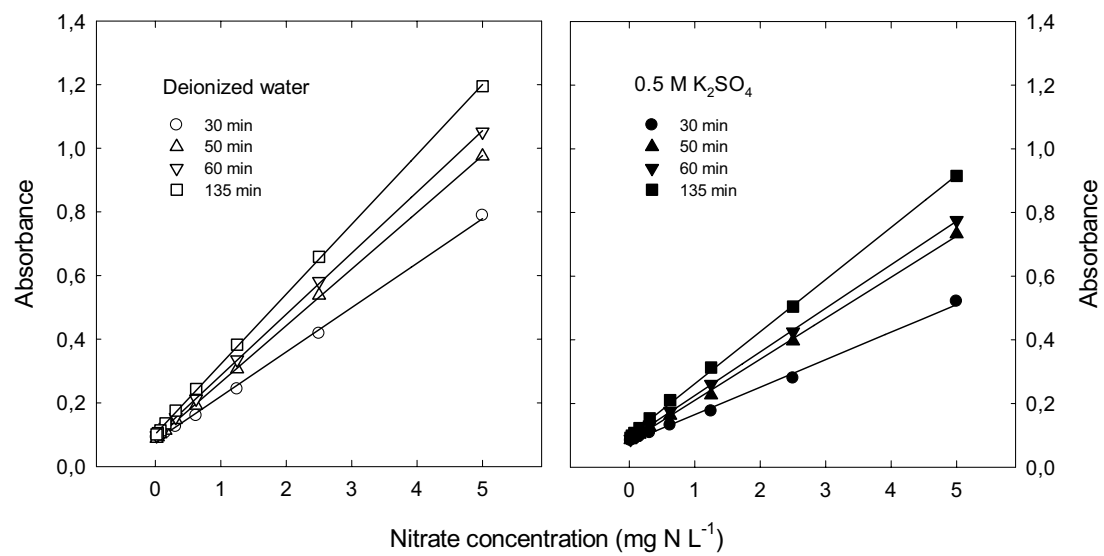 Absorbance
1,4
1,2
1,0
0,8
0,6
0,4
0,2
0,0
Deionized water
30 min
50 min
60 min
135 min
0 1 2 3 4 5
0.5 M K₂SO₄
30 min
50 min
60 min
135 min
0 1 2 3 4 5
1,4
1,2
1,0
0,8
0,6
0,4
0,2
0,0
Absorbance
Nitrate concentration (mg N L⁻¹)